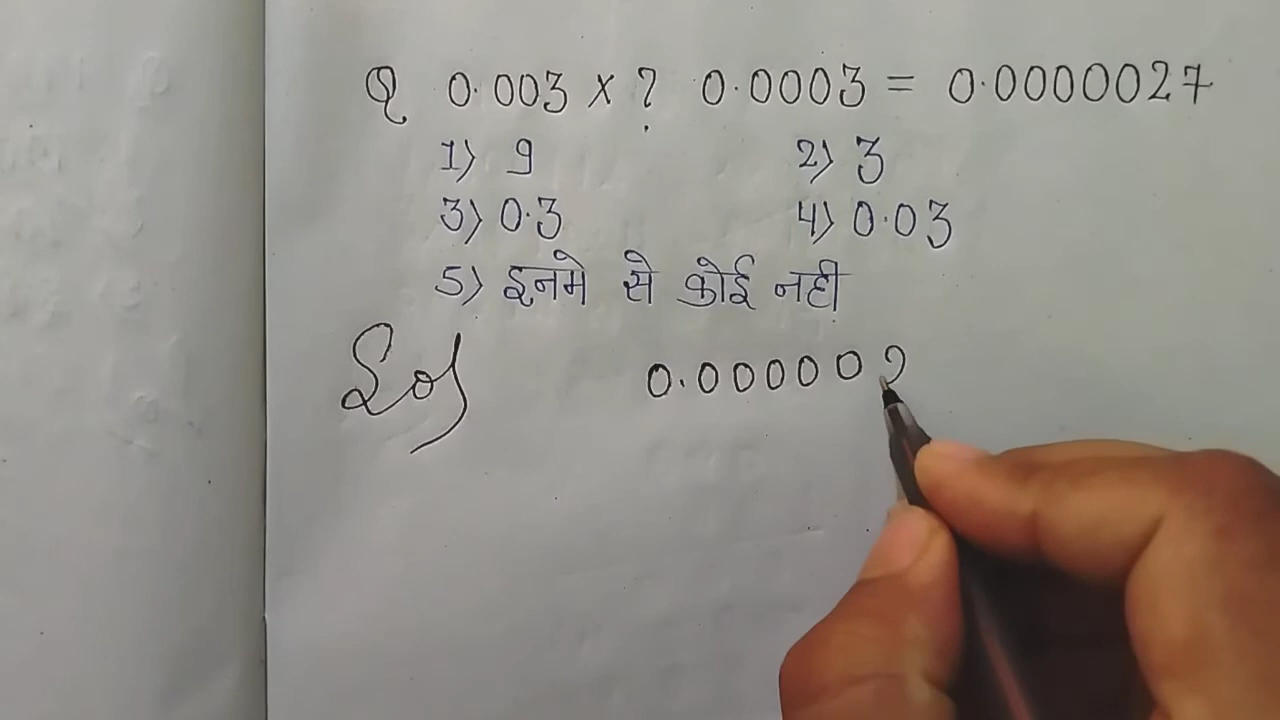 Q 0.003 × ? 0.0003 = 0.0000027
1) 9 2) 3
3) 0.3 4) 0.03
5) इनमे से कोई नही
Sol 0.000002